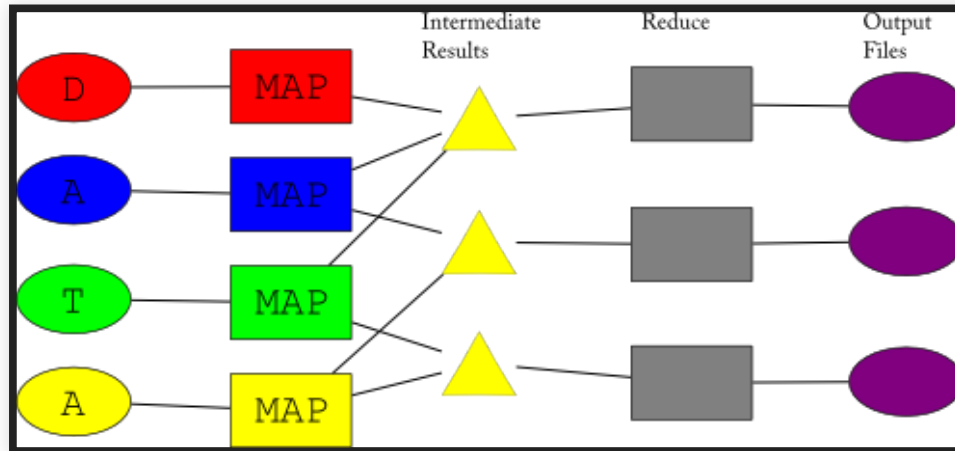 Intermediate
Results
Reduce
Output
Files
D
MAP
A
MAP
T
MAP
A
MAP